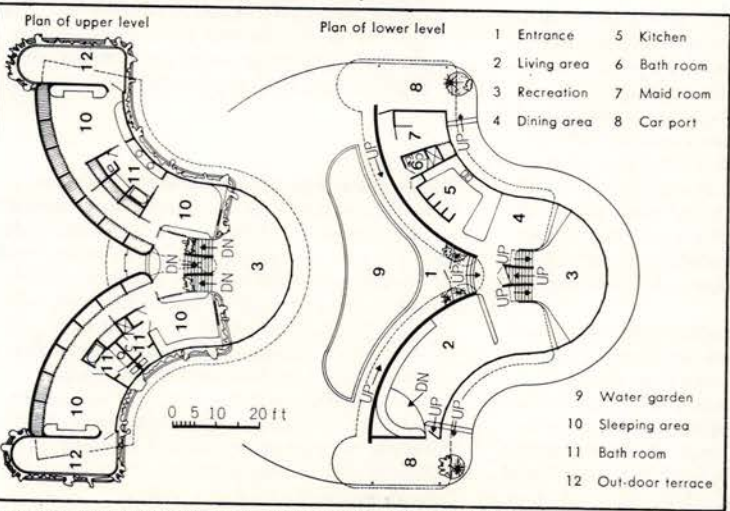 Plan of upper level
12
10
11
10
DN
DN
DN
3
10
11
11
10
12
0 5 10 20 ft
Plan of lower level
8
7
UP
UP
6
5
4
9
1
UP
UP
UP
UP
3
2
UP
DN
UP
UP
8
1 Entrance
2 Living area
3 Recreation
4 Dining area
5 Kitchen
6 Bath room
7 Maid room
8 Car port
9 Water garden
10 Sleeping area
11 Bath room
12 Out-door terrace